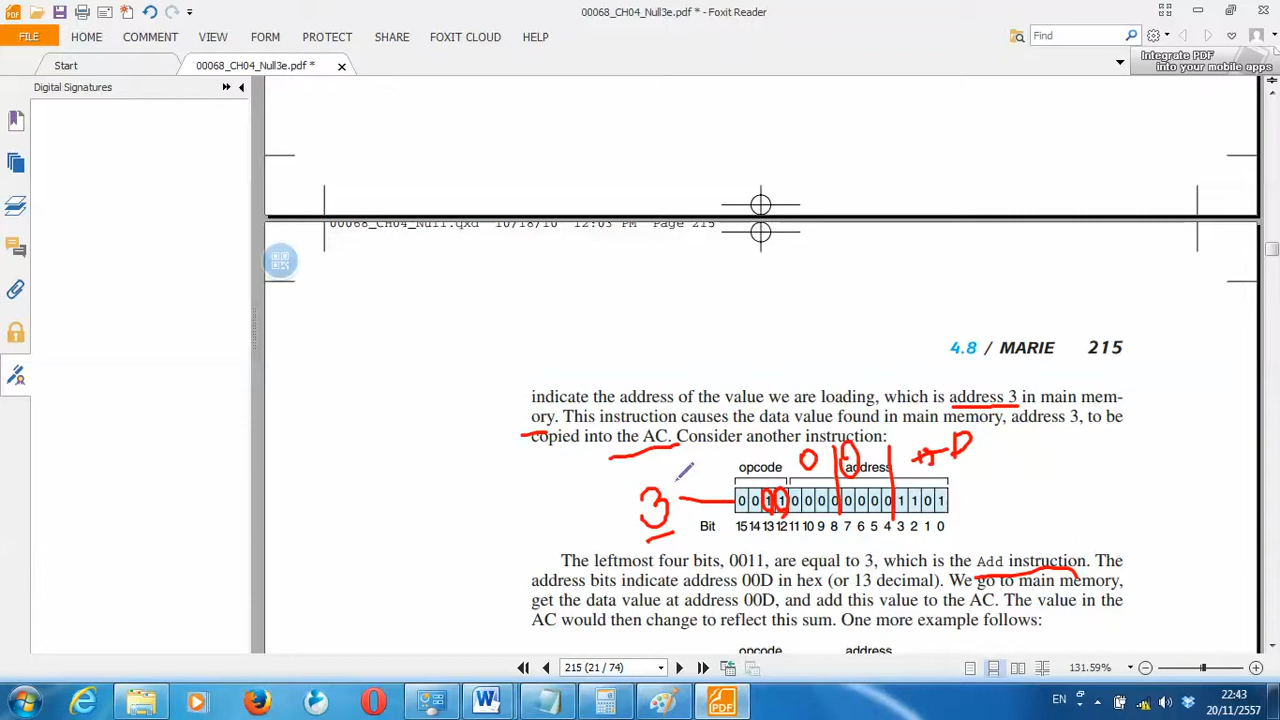 00068_CH04_Null3e.pdf * - Foxit Reader
FILE HOME COMMENT VIEW FORM PROTECT SHARE FOXIT CLOUD HELP
Find
Integrate PDF
into your mobile apps
Start
00068_CH04_Null3e.pdf *
Digital Signatures
00068_CH04_Null.qxd 10/18/10 12:03 PM Page 215
4.8 / MARIE 215
indicate the address of the value we are loading, which is address 3 in main mem-
ory. This instruction causes the data value found in main memory, address 3, to be
copied into the AC. Consider another instruction:
0 0 D
opcode address
3
0 0 1 1 0 0 0 0 0 0 0 0 1 1 0 1
Bit 15 14 13 12 11 10 9 8 7 6 5 4 3 2 1 0
The leftmost four bits, 0011, are equal to 3, which is the Add instruction. The
address bits indicate address 00D in hex (or 13 decimal). We go to main memory,
get the data value at address 00D, and add this value to the AC. The value in the
AC would then change to reflect this sum. One more example follows:
opcode address
215 (21 / 74)
131.59%
EN
22:43
20/11/2557
PDF